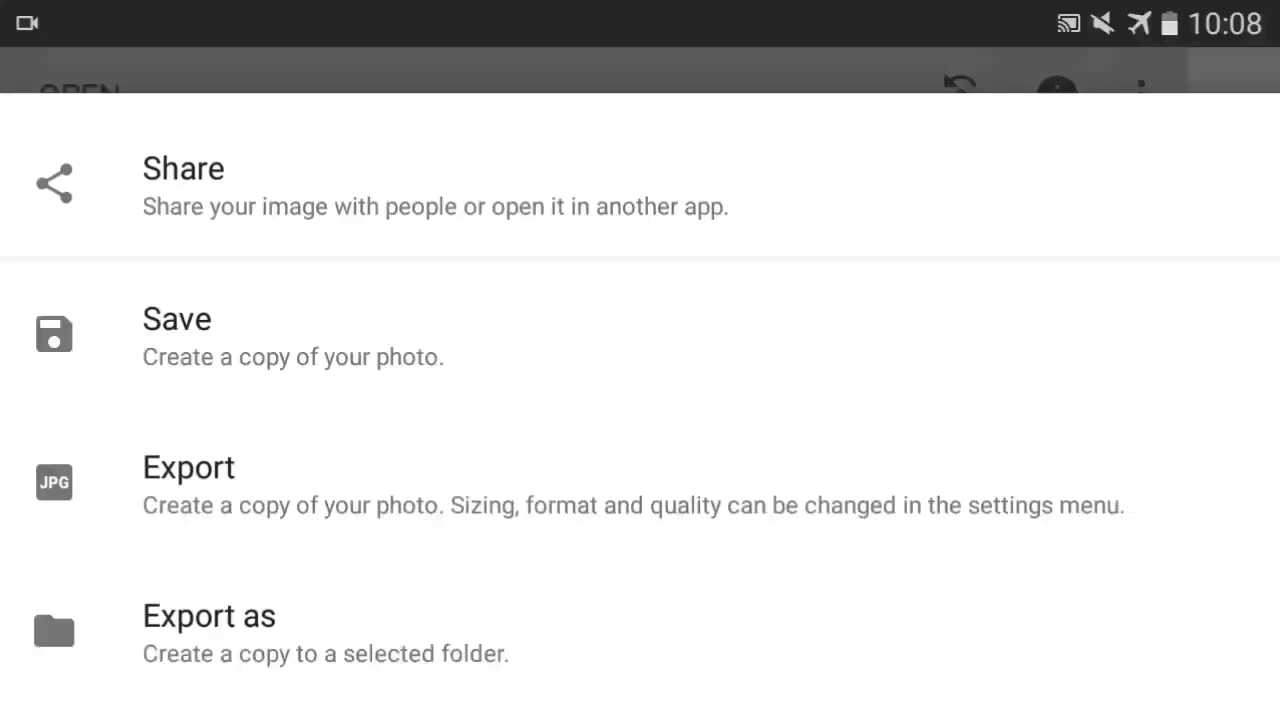 10:08
OPEN
Share
Share your image with people or open it in another app.
Save
Create a copy of your photo.
JPG
Export
Create a copy of your photo. Sizing, format and quality can be changed in the settings menu.
Export as
Create a copy to a selected folder.